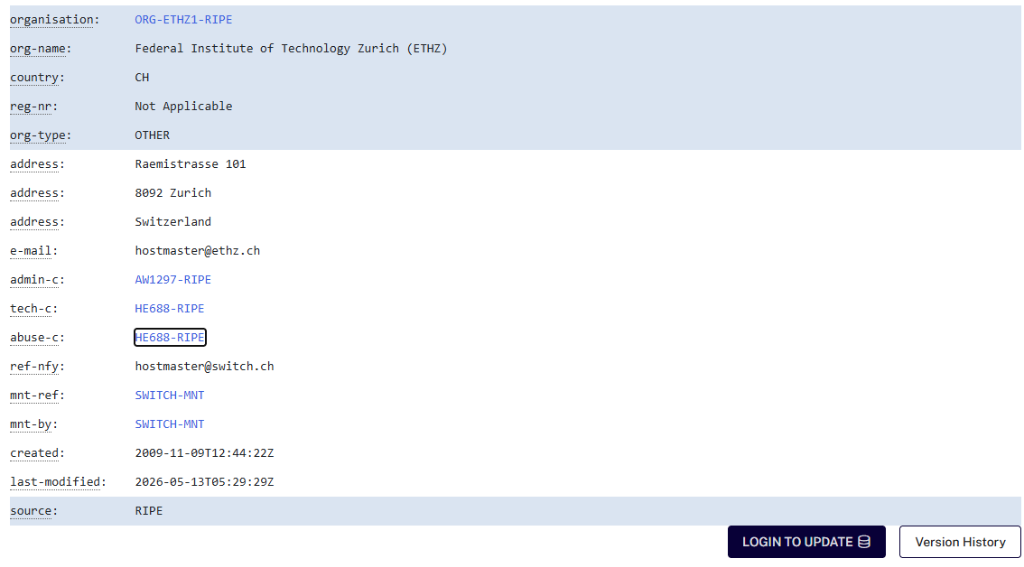 organisation: ORG-ETHZ1-RIPE
org-name: Federal Institute of Technology Zurich (ETHZ)
country: CH
reg-nr: Not Applicable
org-type: OTHER
address: Raemistrasse 101
address: 8092 Zurich
address: Switzerland
e-mail: hostmaster@ethz.ch
admin-c: AW1297-RIPE
tech-c: HE688-RIPE
abuse-c: HE688-RIPE
ref-nfy: hostmaster@switch.ch
mnt-ref: SWITCH-MNT
mnt-by: SWITCH-MNT
created: 2009-11-09T12:44:22Z
last-modified: 2026-05-13T05:29:29Z
source: RIPE
LOGIN TO UPDATE Version History